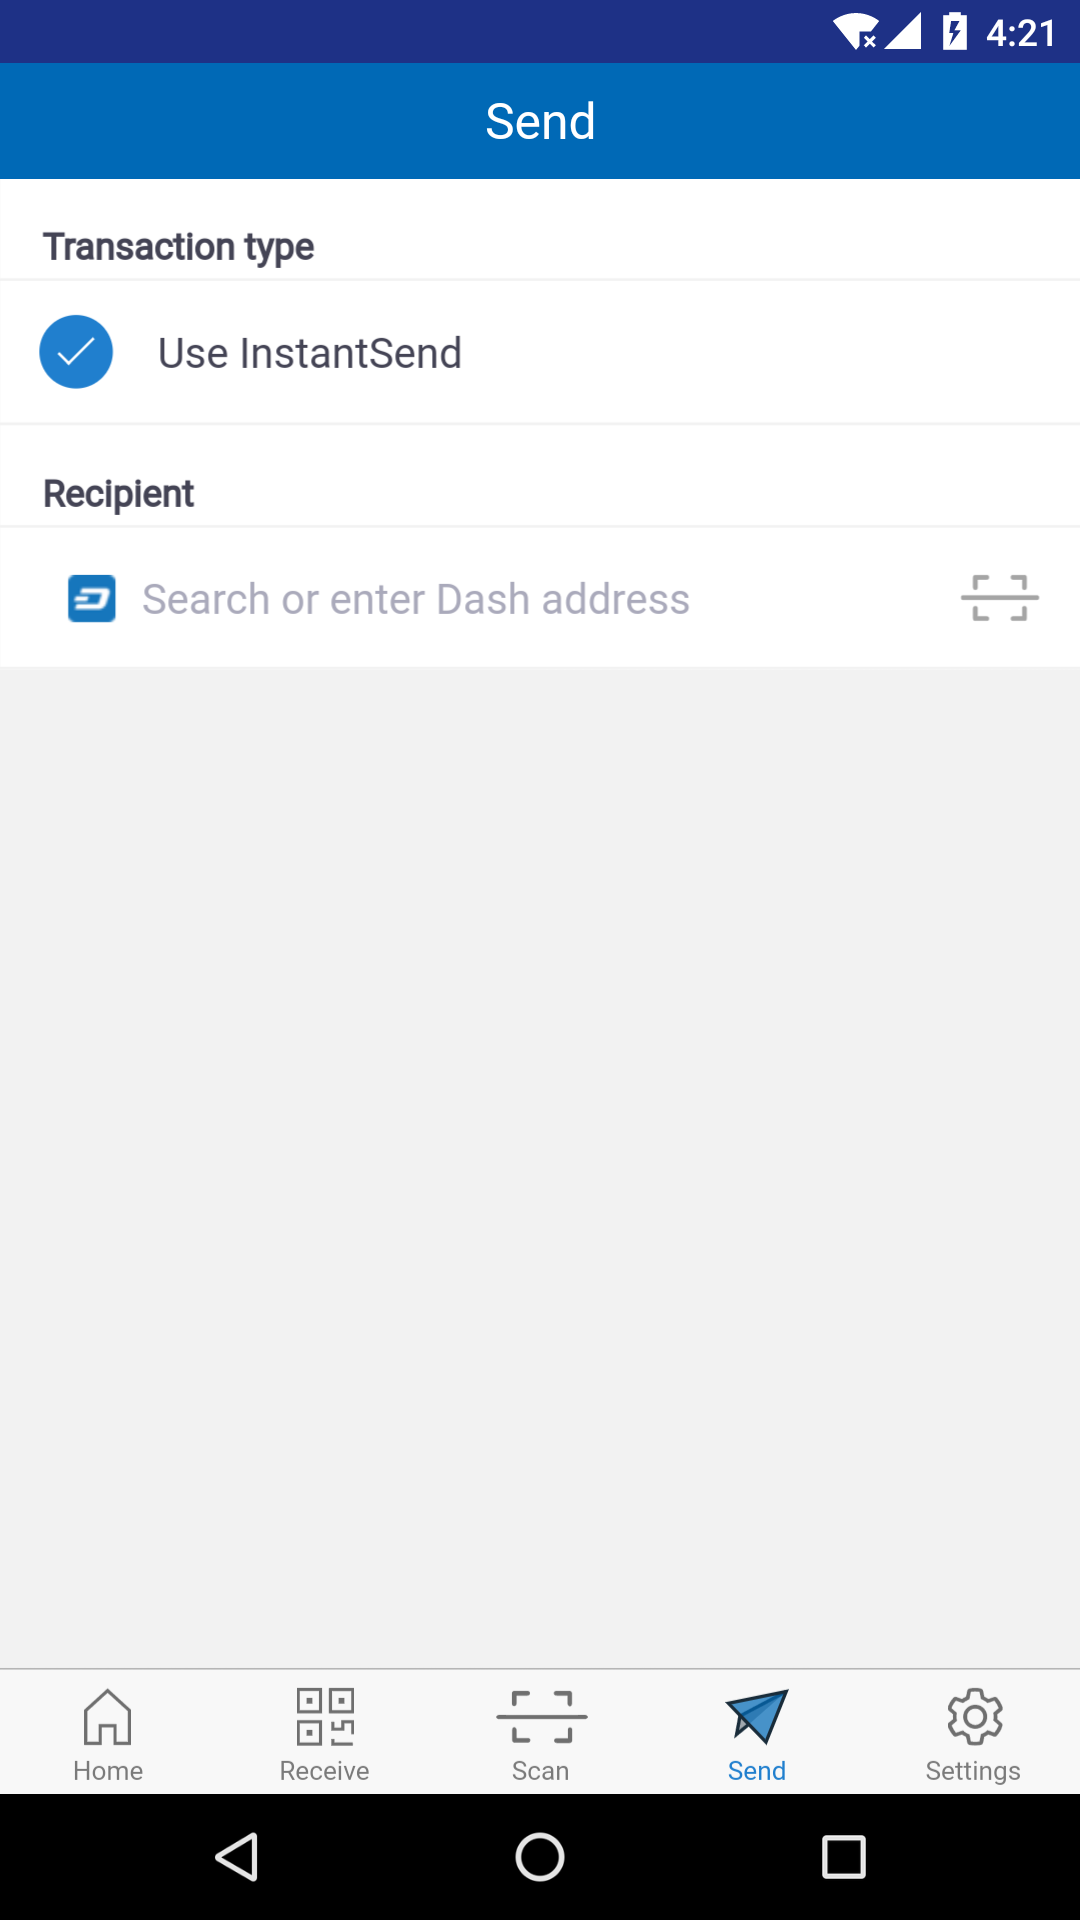 4:21
Send
Transaction type
Use InstantSend
Recipient
Search or enter Dash address
Home
Receive
Scan
Send
Settings